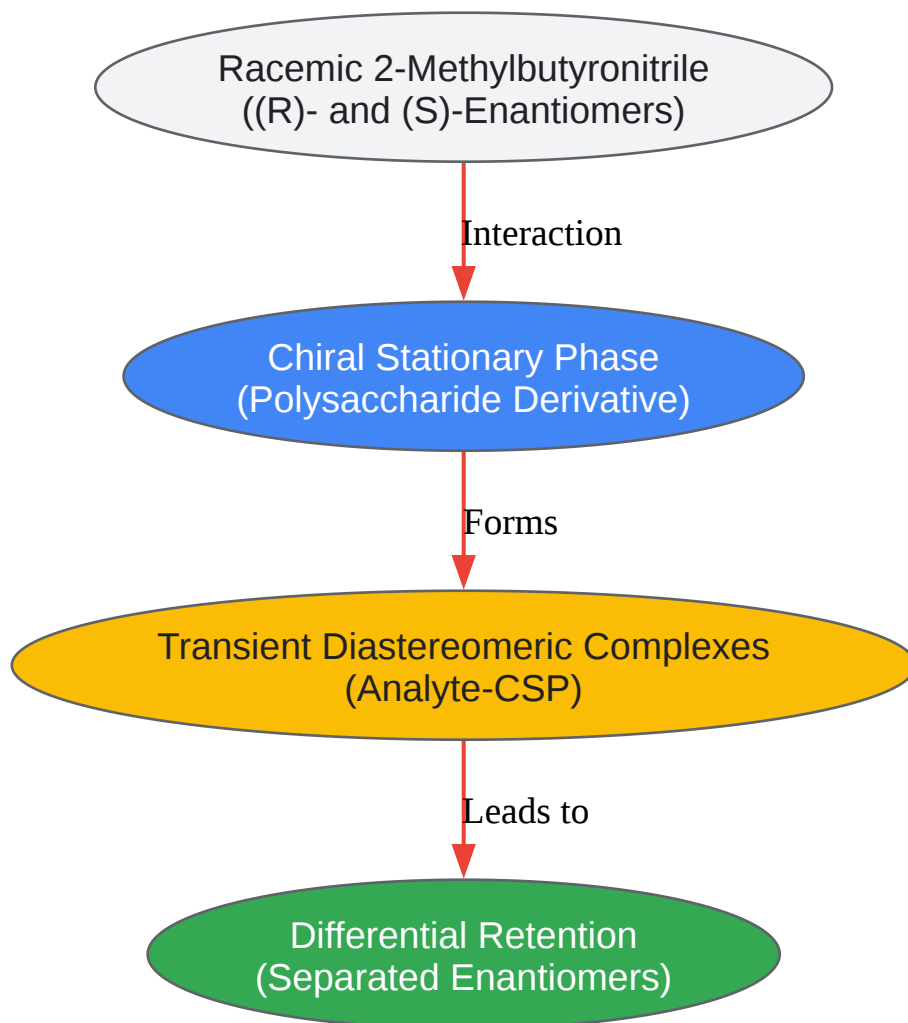 Racemic 2-Methylbutyronitrile
((R)- and (S)-Enantiomers)
Interaction
Chiral Stationary Phase
(Polysaccharide Derivative)
Forms
Transient Diastereomeric Complexes
(Analyte-CSP)
Leads to
Differential Retention
(Separated Enantiomers)